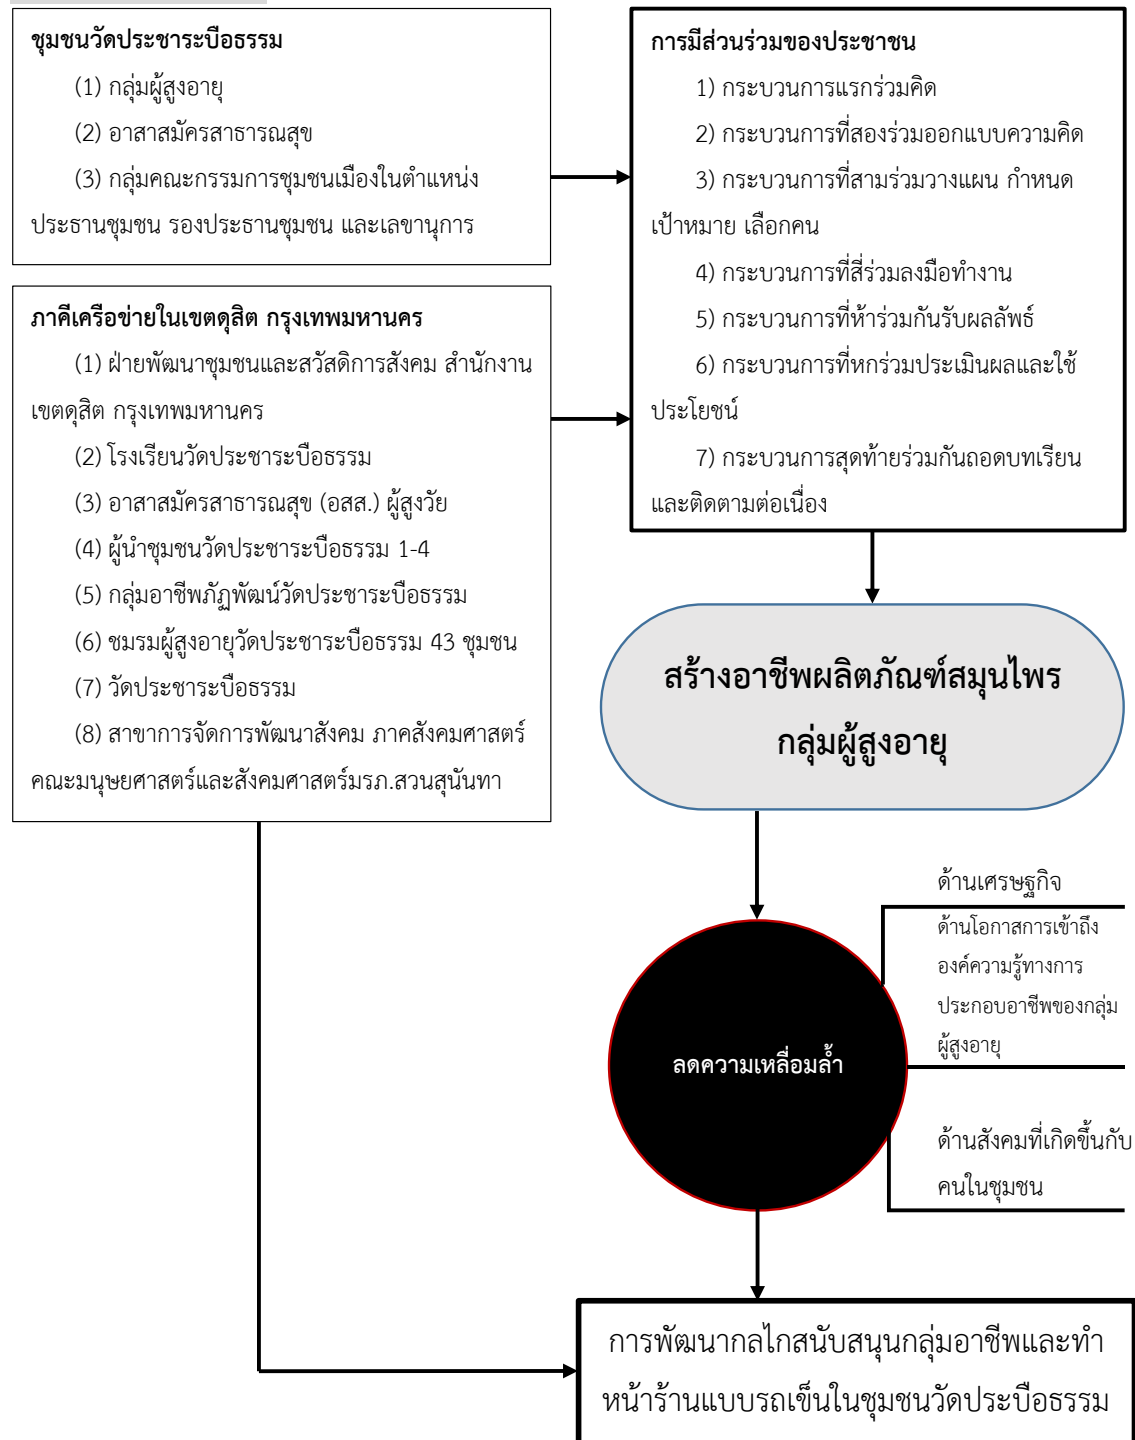 ชุมชนวัดประชาระบือธรรม
(1) กลุ่มผู้สูงอายุ
(2) อาสาสมัครสาธารณสุข
(3) กลุ่มคณะกรรมการชุมชนเมืองในตำแหน่ง
ประธานชุมชน รองประธานชุมชน และเลขานุการ
ภาคีเครือข่ายในเขตดุสิต กรุงเทพมหานคร
(1) ฝ่ายพัฒนาชุมชนและสวัสดิการสังคม สำนักงาน
เขตดุสิต กรุงเทพมหานคร
(2) โรงเรียนวัดประชาระบือธรรม
(3) อาสาสมัครสาธารณสุข (อสส.) ผู้สูงวัย
(4) ผู้นำชุมชนวัดประชาระบือธรรม 1-4
(5) กลุ่มอาชีพภัฏพัฒน์วัดประชาระบือธรรม
(6) ชมรมผู้สูงอายุวัดประชาระบือธรรม 43 ชุมชน
(7) วัดประชาระบือธรรม
(8) สาขาการจัดการพัฒนาสังคม ภาคสังคมศาสตร์
คณะมนุษยศาสตร์และสังคมศาสตร์มรภ.สวนสุนันทา
การมีส่วนร่วมของประชาชน
1) กระบวนการแรกร่วมคิด
2) กระบวนการที่สองร่วมออกแบบความคิด
3) กระบวนการที่สามร่วมวางแผน กำหนด
เป้าหมาย เลือกคน
4) กระบวนการที่สี่ร่วมลงมือทำงาน
5) กระบวนการที่ห้าร่วมกันรับผลลัพธ์
6) กระบวนการที่หกร่วมประเมินผลและใช้
ประโยชน์
7) กระบวนการสุดท้ายร่วมกันถอดบทเรียน
และติดตามต่อเนื่อง
สร้างอาชีพผลิตภัณฑ์สมุนไพร
กลุ่มผู้สูงอายุ
ลดความเหลื่อมล้ำ
ด้านเศรษฐกิจ
ด้านโอกาสการเข้าถึง
องค์ความรู้ทางการ
ประกอบอาชีพของกลุ่ม
ผู้สูงอายุ
ด้านสังคมที่เกิดขึ้นกับ
คนในชุมชน
การพัฒนากลไกสนับสนุนกลุ่มอาชีพและทำ
หน้าร้านแบบรถเข็นในชุมชนวัดประบือธรรม